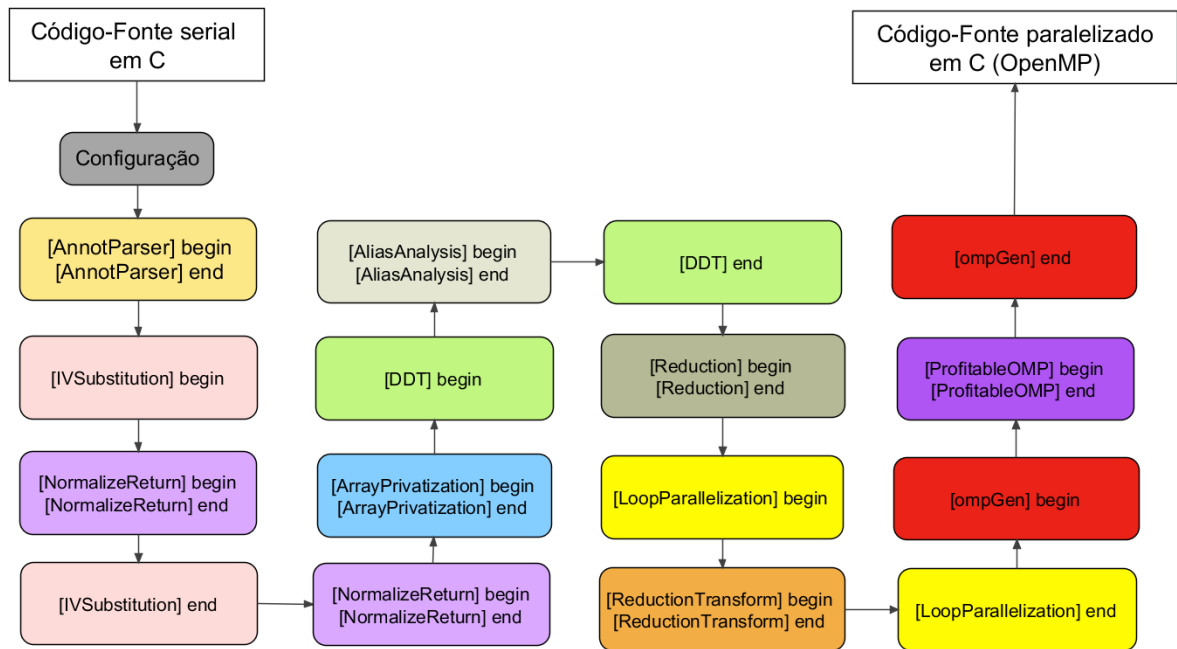 Código-Fonte serial
em C
Configuração
[AnnotParser] begin
[AnnotParser] end
[IVSubstitution] begin
[NormalizeReturn] begin
[NormalizeReturn] end
[IVSubstitution] end
[NormalizeReturn] begin
[NormalizeReturn] end
[ArrayPrivatization] begin
[ArrayPrivatization] end
[DDT] begin
[AliasAnalysis] begin
[AliasAnalysis] end
[DDT] end
[Reduction] begin
[Reduction] end
[LoopParallelization] begin
[ReductionTransform] begin
[ReductionTransform] end
[LoopParallelization] end
[ompGen] begin
[ProfitableOMP] begin
[ProfitableOMP] end
[ompGen] end
Código-Fonte paralelizado
em C (OpenMP)